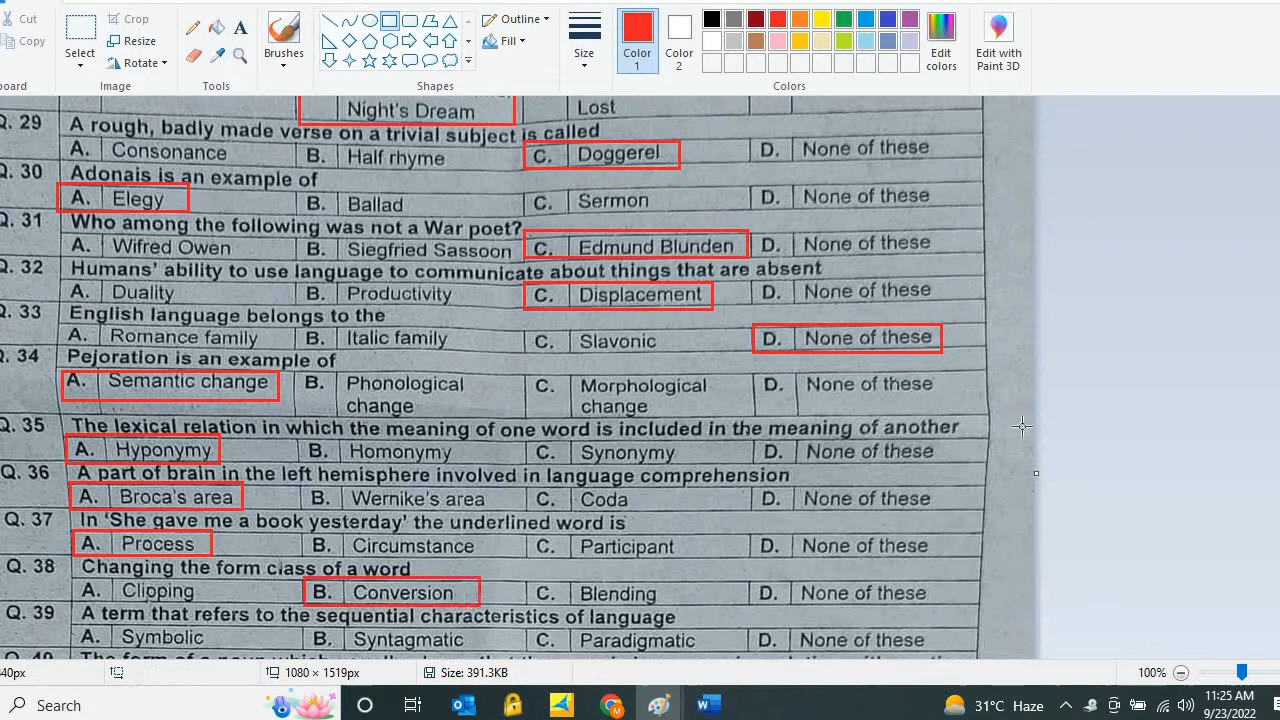 Cut
Copy
board
Select
Crop
Resize
Rotate
Image
Tools
Brushes
Shapes
Outline
Fill
Size
Color 1
Color 2
Edit colors
Edit with Paint 3D
Colors
Night's Dream Lost
Q. 29 A rough, badly made verse on a trivial subject is called
A. Consonance B. Half rhyme C. Doggerel D. None of these
Q. 30 Adonais is an example of
A. Elegy B. Ballad C. Sermon D. None of these
Q. 31 Who among the following was not a War poet?
A. Wifred Owen B. Siegfried Sassoon C. Edmund Blunden D. None of these
Q. 32 Humans' ability to use language to communicate about things that are absent
A. Duality B. Productivity C. Displacement D. None of these
Q. 33 English language belongs to the
A. Romance family B. Italic family C. Slavonic D. None of these
Q. 34 Pejoration is an example of
A. Semantic change B. Phonological change C. Morphological change D. None of these
Q. 35 The lexical relation in which the meaning of one word is included in the meaning of another
A. Hyponymy B. Homonymy C. Synonymy D. None of these
Q. 36 A part of brain in the left hemisphere involved in language comprehension
A. Broca's area B. Wernike's area C. Coda D. None of these
Q. 37 In 'She gave me a book yesterday' the underlined word is
A. Process B. Circumstance C. Participant D. None of these
Q. 38 Changing the form class of a word
A. Clipping B. Conversion C. Blending D. None of these
Q. 39 A term that refers to the sequential characteristics of language
A. Symbolic B. Syntagmatic C. Paradigmatic D. None of these
40px 1080 × 1519px Size: 391.3KB 100%
Search 31°C Haze 11:25 AM
9/23/2022